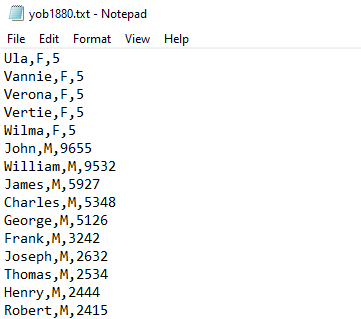 yob1880.txt - Notepad
File Edit Format View Help
Ula,F,5
Vannie,F,5
Verona,F,5
Vertie,F,5
Wilma,F,5
John,M,9655
William,M,9532
James,M,5927
Charles,M,5348
George,M,5126
Frank,M,3242
Joseph,M,2632
Thomas,M,2534
Henry,M,2444
Robert,M,2415